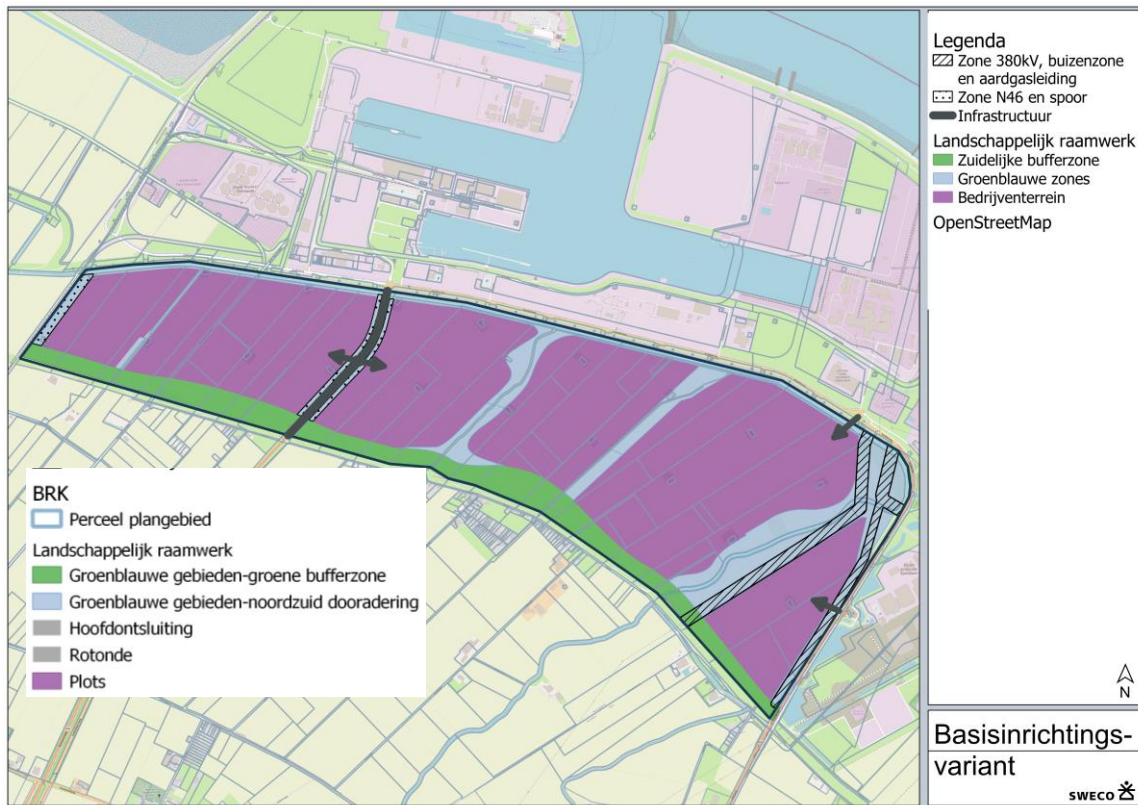 Legenda
Zone 380kV, buizenzone
en aardgasleiding
Zone N46 en spoor
Infrastructuur
Landschappelijk raamwerk
Zuidelijke bufferzone
Groenblauwe zones
Bedrijventerrein
OpenStreetMap
BRK
Perceel plangebied
Landschappelijk raamwerk
Groenblauwe gebieden-groene bufferzone
Groenblauwe gebieden-noordzuid dooradering
Hoofdontsluiting
Rotonde
Plots
N
Basisinrichtings-
variant
SWECO